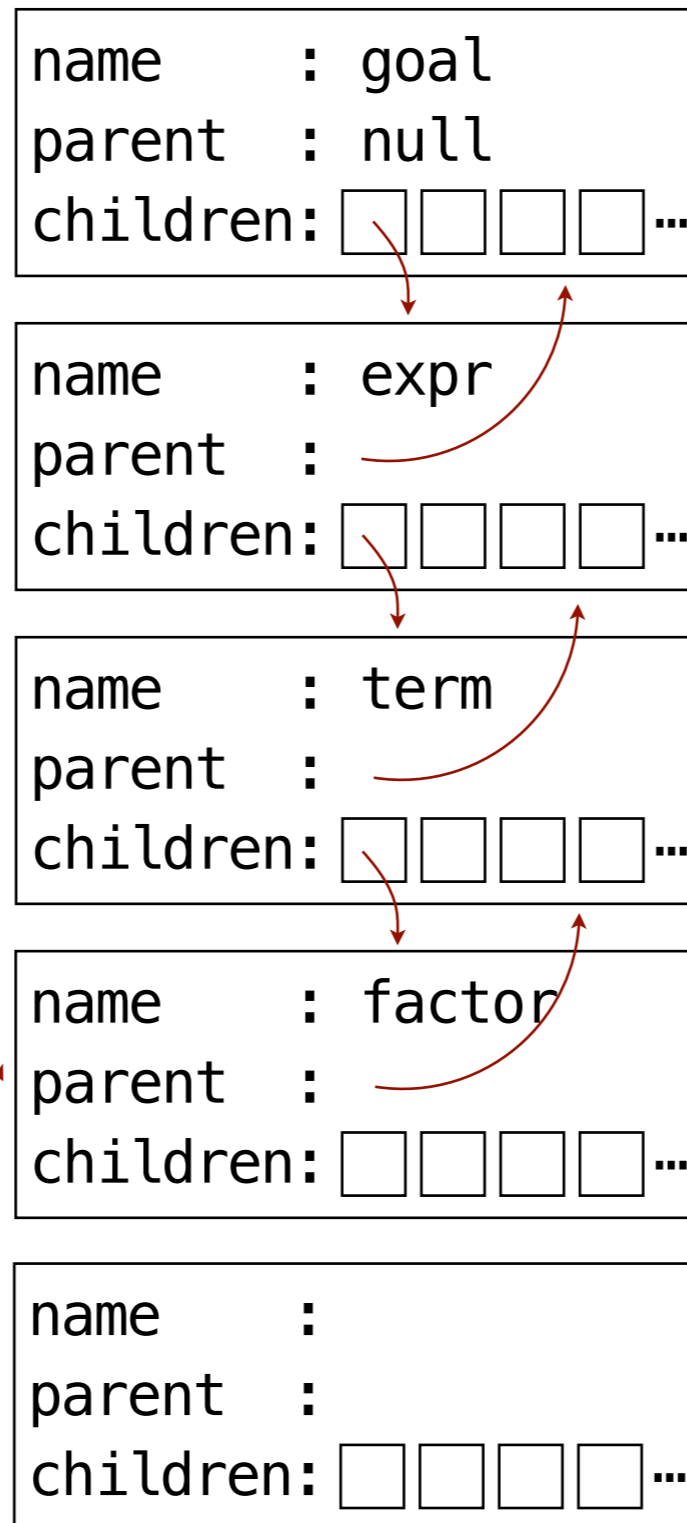 name : goal
parent : null
children: …
name : expr
parent :
children: …
name : term
parent :
children: …
name : factor
parent :
children: …
name :
parent :
children: …